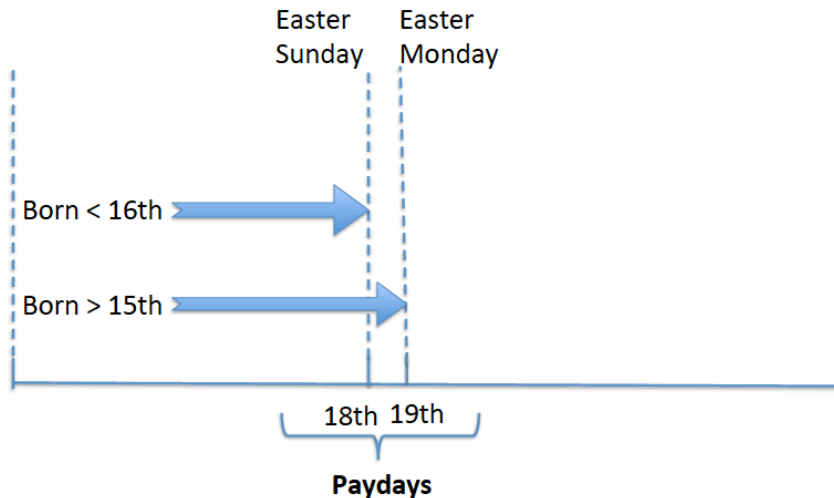 Easter
Sunday
Easter
Monday
Born < 16th
Born > 15th
18th 19th
Paydays